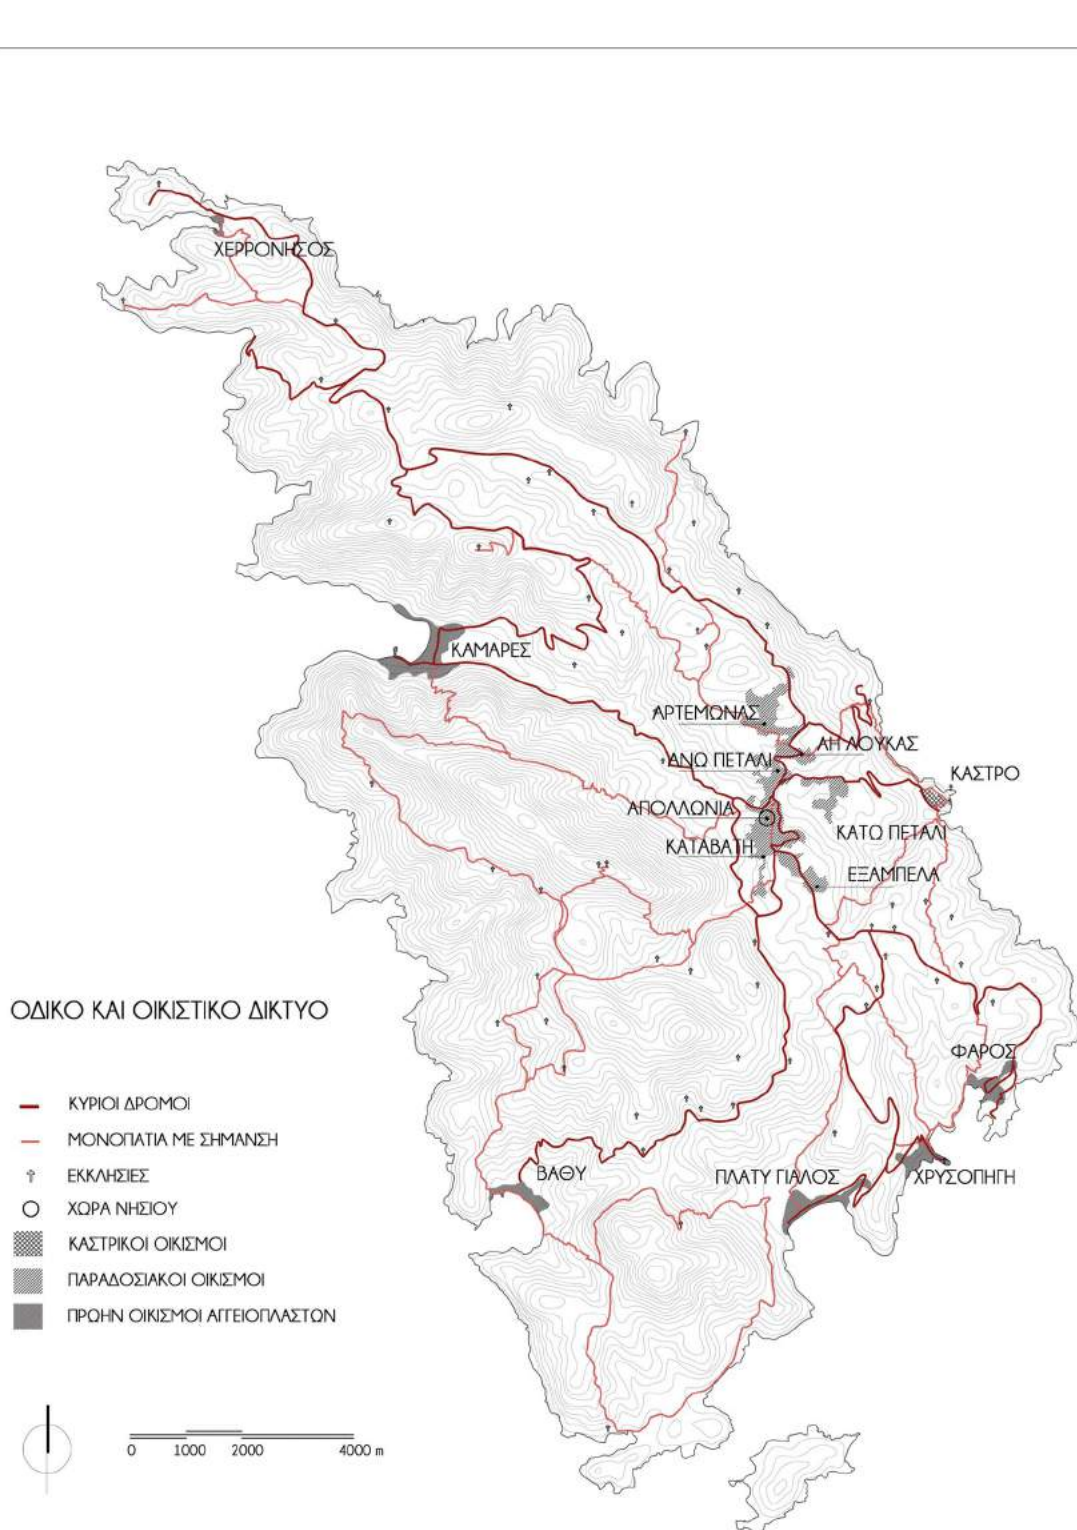 ΧΕΡΡΟΝΗΣΟΣ
ΚΑΜΑΡΕΣ
ΑΡΤΕΜΩΝΑΣ
ΑΗ ΛΟΥΚΑΣ
ΑΝΩ ΠΕΤΑΛΙ
ΚΑΣΤΡΟ
ΑΠΟΛΛΩΝΙΑ
ΚΑΤΩ ΠΕΤΑΛΙ
ΚΑΤΑΒΑΤΗ
ΕΞΑΜΠΕΛΑ
ΦΑΡΟΣ
ΒΑΘΥ
ΠΛΑΤΥ ΓΙΑΛΟΣ
ΧΡΥΣΟΠΗΓΗ
ΟΔΙΚΟ ΚΑΙ ΟΙΚΙΣΤΙΚΟ ΔΙΚΤΥΟ
ΚΥΡΙΟΙ ΔΡΟΜΟΙ
ΜΟΝΟΠΑΤΙΑ ΜΕ ΣΗΜΑΝΣΗ
ΕΚΚΛΗΣΙΕΣ
ΧΩΡΑ ΝΗΣΙΟΥ
ΚΑΣΤΡΙΚΟΙ ΟΙΚΙΣΜΟΙ
ΠΑΡΑΔΟΣΙΑΚΟΙ ΟΙΚΙΣΜΟΙ
ΠΡΩΗΝ ΟΙΚΙΣΜΟΙ ΑΓΓΕΙΟΠΛΑΣΤΩΝ
0 1000 2000 4000 m